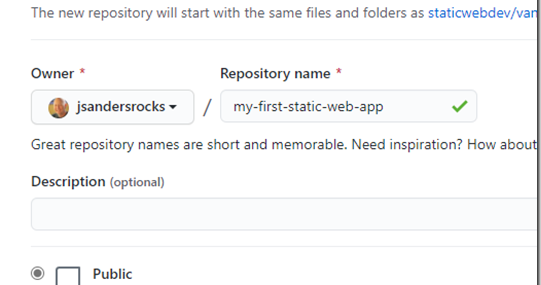 The new repository will start with the same files and folders as staticwebdev/van
Owner * Repository name *
jsandersrocks / my-first-static-web-app
Great repository names are short and memorable. Need inspiration? How about
Description (optional)
Public